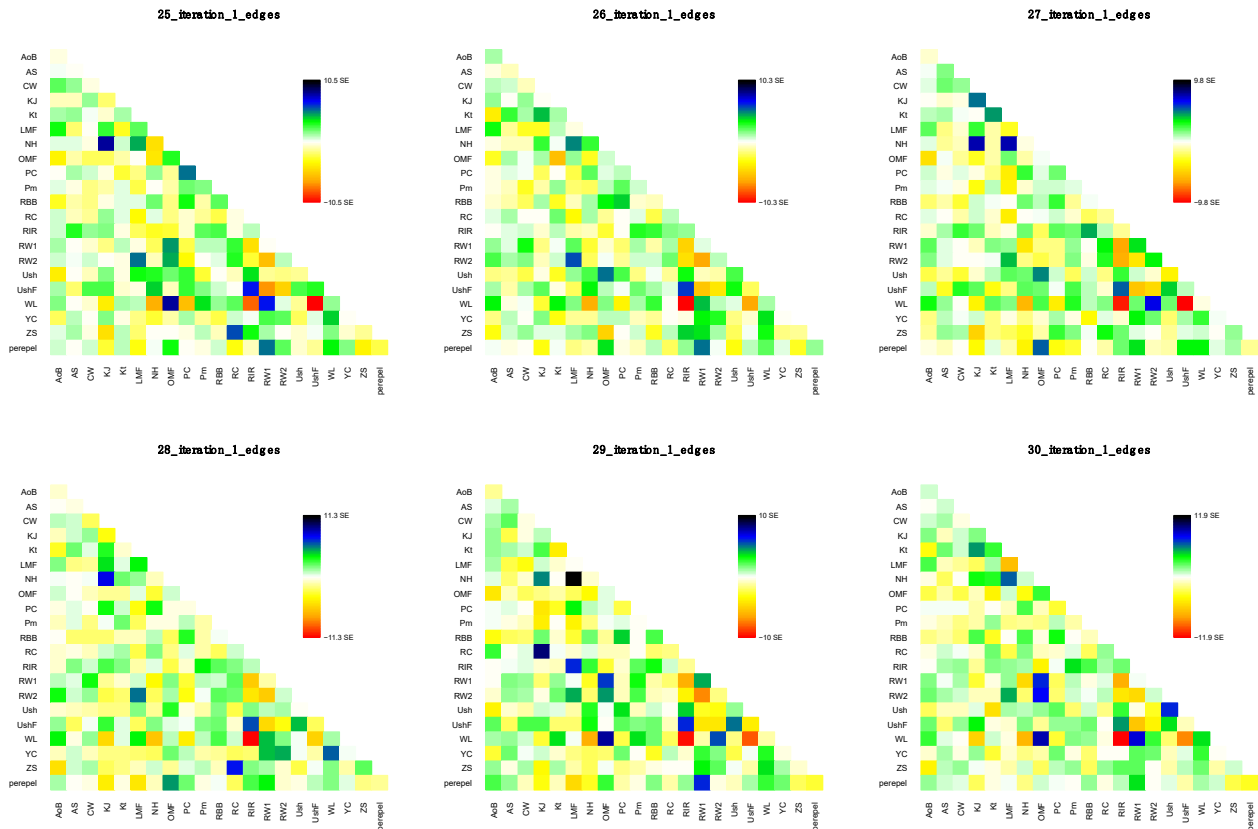 25_iteration_1_edges
AoB
AS
CW
KJ
Kt
LMF
NH
OMF
PC
Pm
RBB
RC
RIR
RW1
RW2
Ush
UshF
WL
YC
ZS
perepel
10.5 SE
−10.5 SE
AoB AS CW KJ Kt LMF NH OMF PC Pm RBB RC RIR RW1 RW2 Ush UshF WL YC ZS perepel
26_iteration_1_edges
AoB
AS
CW
KJ
Kt
LMF
NH
OMF
PC
Pm
RBB
RC
RIR
RW1
RW2
Ush
UshF
WL
YC
ZS
perepel
10.3 SE
−10.3 SE
AoB AS CW KJ Kt LMF NH OMF PC Pm RBB RC RIR RW1 RW2 Ush UshF WL YC ZS perepel
27_iteration_1_edges
AoB
AS
CW
KJ
Kt
LMF
NH
OMF
PC
Pm
RBB
RC
RIR
RW1
RW2
Ush
UshF
WL
YC
ZS
perepel
9.8 SE
−9.8 SE
AoB AS CW KJ Kt LMF NH OMF PC Pm RBB RC RIR RW1 RW2 Ush UshF WL YC ZS perepel
28_iteration_1_edges
AoB
AS
CW
KJ
Kt
LMF
NH
OMF
PC
Pm
RBB
RC
RIR
RW1
RW2
Ush
UshF
WL
YC
ZS
perepel
11.3 SE
−11.3 SE
AoB AS CW KJ Kt LMF NH OMF PC Pm RBB RC RIR RW1 RW2 Ush UshF WL YC ZS perepel
29_iteration_1_edges
AoB
AS
CW
KJ
Kt
LMF
NH
OMF
PC
Pm
RBB
RC
RIR
RW1
RW2
Ush
UshF
WL
YC
ZS
perepel
10 SE
−10 SE
AoB AS CW KJ Kt LMF NH OMF PC Pm RBB RC RIR RW1 RW2 Ush UshF WL YC ZS perepel
30_iteration_1_edges
AoB
AS
CW
KJ
Kt
LMF
NH
OMF
PC
Pm
RBB
RC
RIR
RW1
RW2
Ush
UshF
WL
YC
ZS
perepel
11.9 SE
−11.9 SE
AoB AS CW KJ Kt LMF NH OMF PC Pm RBB RC RIR RW1 RW2 Ush UshF WL YC ZS perepel